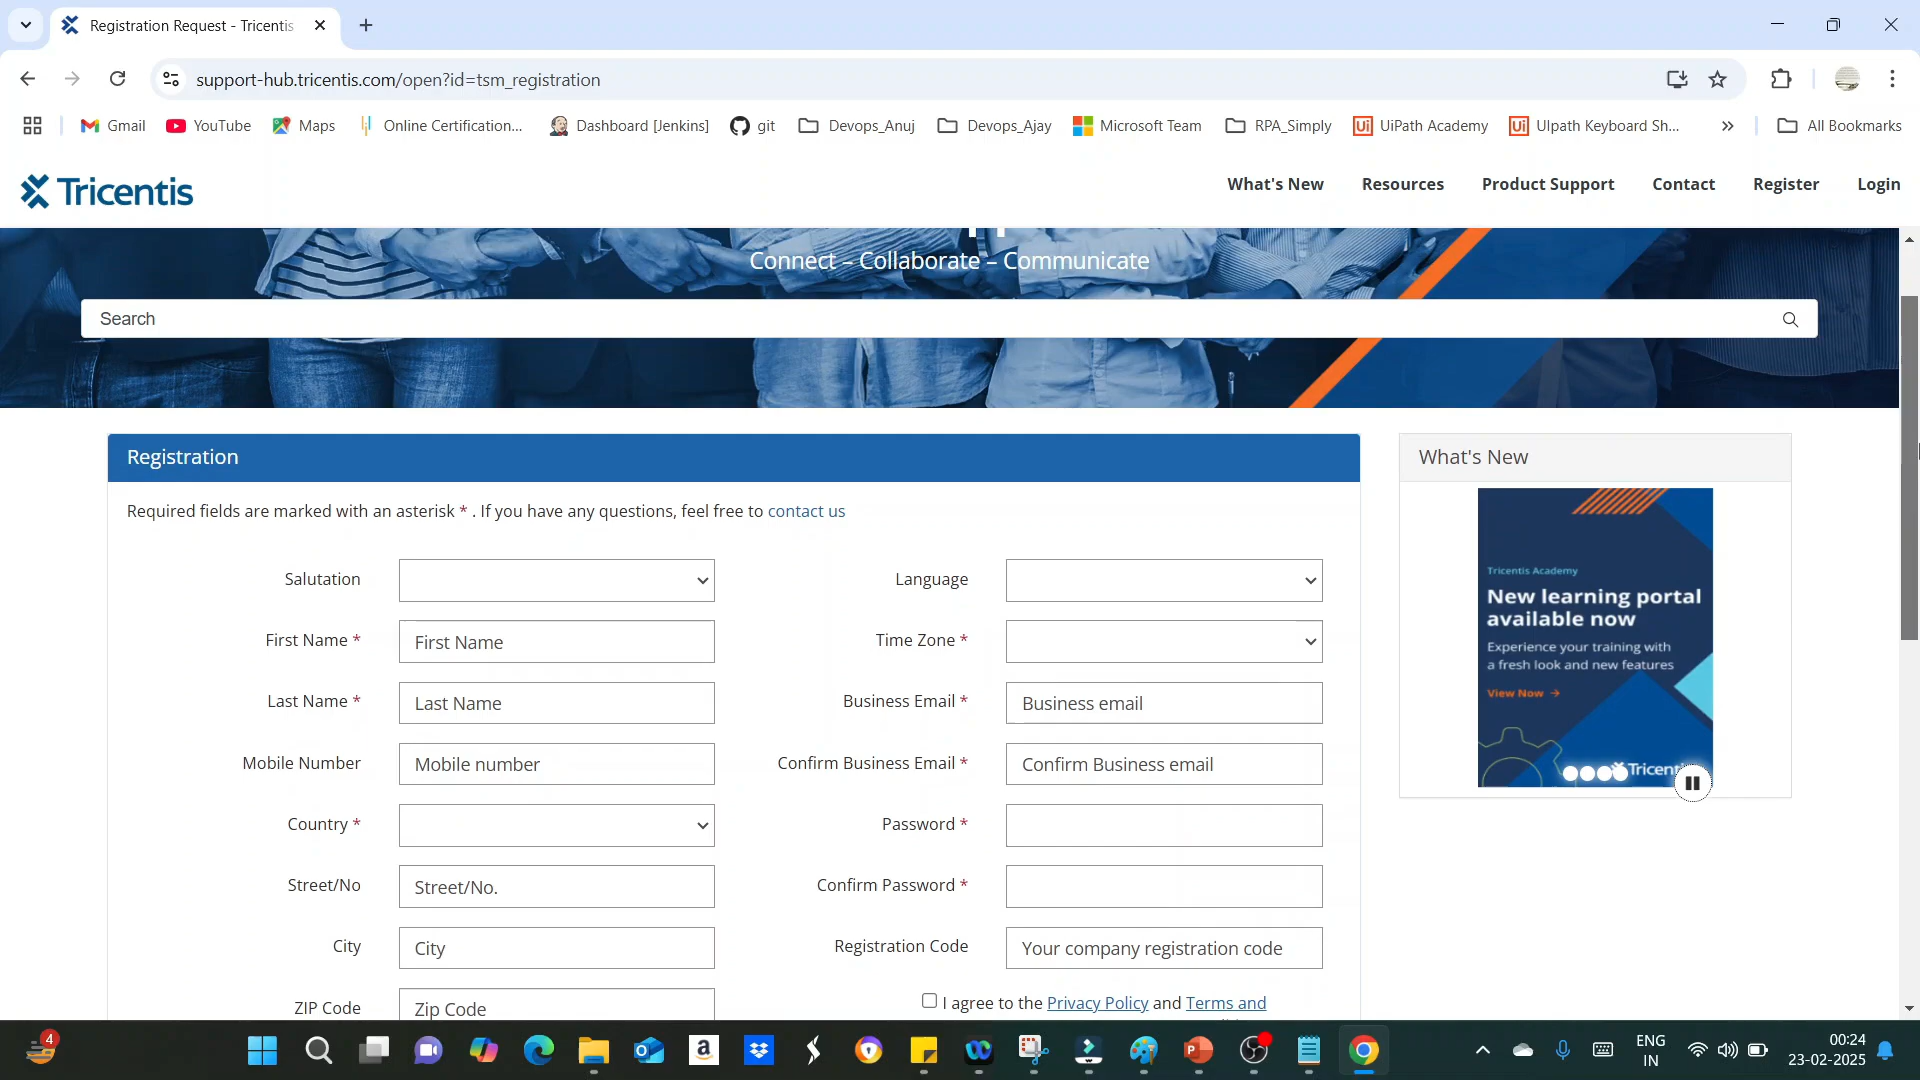 Registration Request - Tricentis
support-hub.tricentis.com/open?id=tsm_registration
Gmail YouTube Maps Online Certification... Dashboard [Jenkins] git Devops_Anuj Devops_Ajay Microsoft Team RPA_Simply UiPath Academy UIpath Keyboard Sh... » All Bookmarks
Tricentis
What's New Resources Product Support Contact Register Login
Connect – Collaborate – Communicate
Search
Registration
What's New
Required fields are marked with an asterisk * . If you have any questions, feel free to contact us
Salutation
Language
First Name * First Name
Time Zone *
Last Name * Last Name
Business Email * Business email
Mobile Number Mobile number
Confirm Business Email * Confirm Business email
Country *
Password *
Street/No Street/No.
Confirm Password *
City City
Registration Code Your company registration code
ZIP Code Zip Code
I agree to the Privacy Policy and Terms and
Tricentis Academy
New learning portal
available now
Experience your training with
a fresh look and new features
View Now →
4
ENG
IN
00:24
23-02-2025